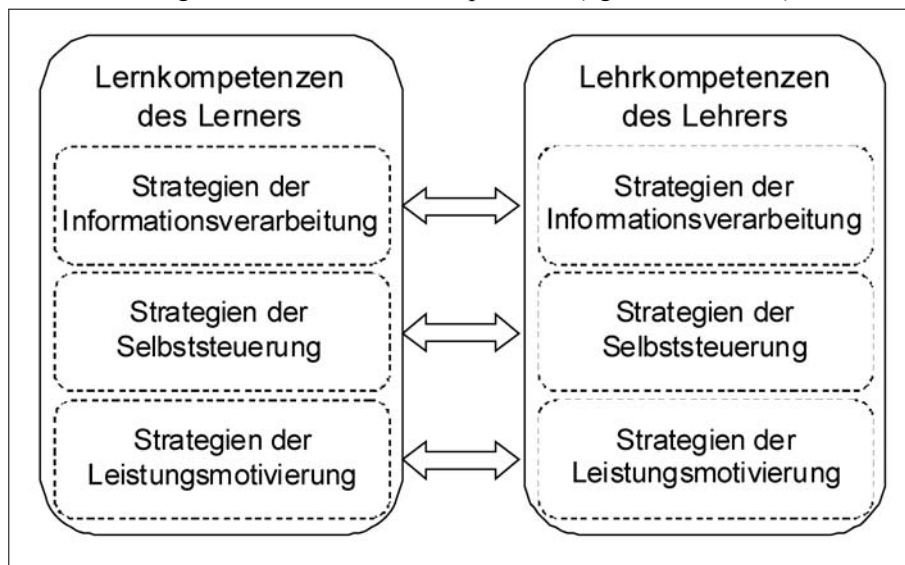 Lernkompetenzen
des Lerners
Strategien der
Informationsverarbeitung
Strategien der
Selbststeuerung
Strategien der
Leistungsmotivierung
Lehrkompetenzen
des Lehrers
Strategien der
Informationsverarbeitung
Strategien der
Selbststeuerung
Strategien der
Leistungsmotivierung